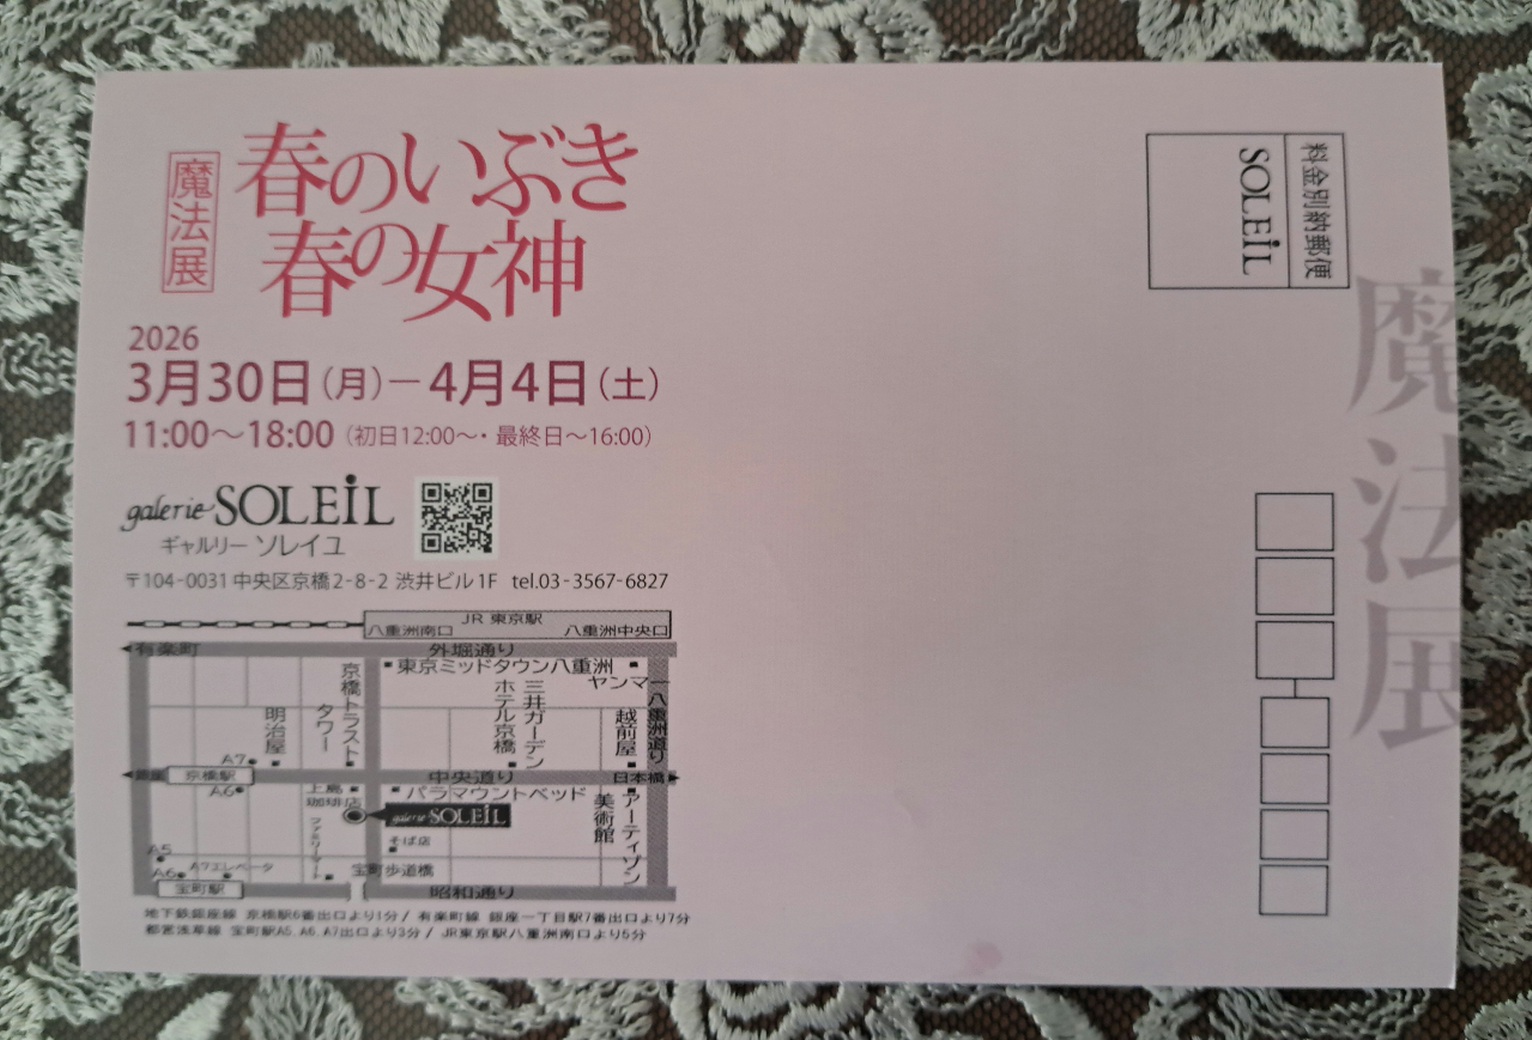 魔法展
春のいぶき
春の女神
2026
3月30日(月)－4月4日(土)
11:00～18:00 (初日12:00～・最終日～16:00)
galerie SOLEiL
ギャルリー ソレイユ
〒104-0031 中央区京橋2-8-2 渋井ビル1F tel.03-3567-6827
JR 東京駅
八重洲南口 八重洲中央口
有楽町 外堀通り
東京ミッドタウン八重洲
ヤンマー
京橋トラストタワー
三井ガーデンホテル京橋
八重洲通り
越前屋
明治屋
A7
銀座 京橋駅 中央通り 日本橋
A6
上島珈琲店
パラマウントベッド
アーティゾン美術館
galerie SOLEiL
ファミリーマート
そば店
A5
A6 A7エレベータ
宝町歩道橋
宝町駅 昭和通り
地下鉄銀座線 京橋駅6番出口より1分 / 有楽町線 銀座一丁目駅7番出口より7分
都営浅草線 宝町駅A5.A6.A7出口より3分 / JR東京駅八重洲南口より5分
料金別納郵便
SOLEiL
魔法展